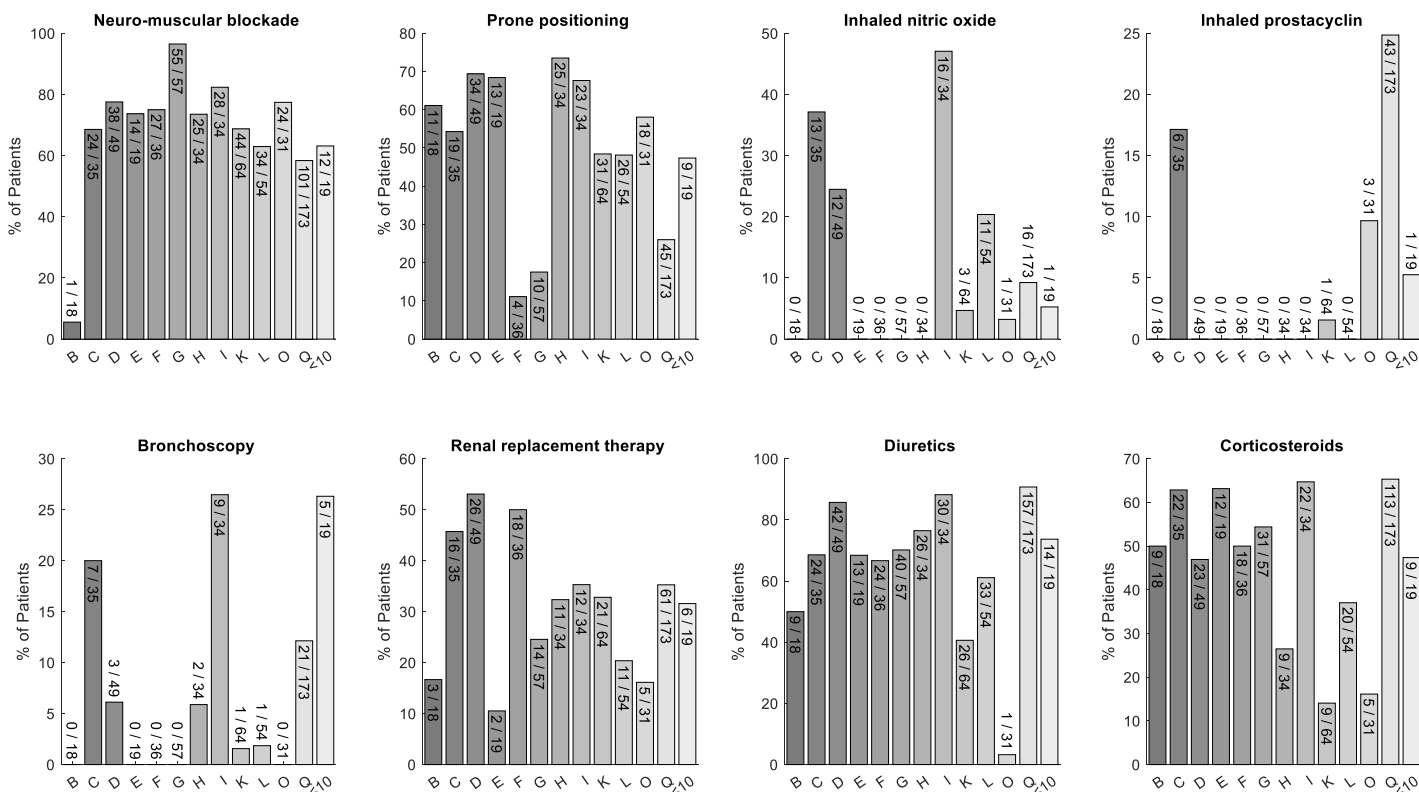 Neuro-muscular blockade
% of Patients
0
20
40
60
80
100
1 / 18
24 / 35
38 / 49
14 / 19
27 / 36
55 / 57
25 / 34
28 / 34
44 / 64
34 / 54
24 / 31
101 / 173
12 / 19
B C D E F G H I K L O Q <10
Prone positioning
% of Patients
0
10
20
30
40
50
60
70
80
11 / 18
19 / 35
34 / 49
13 / 19
4 / 36
10 / 57
25 / 34
23 / 34
31 / 64
26 / 54
18 / 31
45 / 173
9 / 19
B C D E F G H I K L O Q <10
Inhaled nitric oxide
% of Patients
0
10
20
30
40
50
0 / 18
13 / 35
12 / 49
0 / 19
0 / 36
0 / 57
0 / 34
16 / 34
3 / 64
11 / 54
1 / 31
16 / 173
1 / 19
B C D E F G H I K L O Q <10
Inhaled prostacyclin
% of Patients
0
5
10
15
20
25
0 / 18
6 / 35
0 / 49
0 / 19
0 / 36
0 / 57
0 / 34
0 / 34
1 / 64
0 / 54
3 / 31
43 / 173
1 / 19
B C D E F G H I K L O Q <10
Bronchoscopy
% of Patients
0
5
10
15
20
25
30
0 / 18
7 / 35
3 / 49
0 / 19
0 / 36
0 / 57
2 / 34
9 / 34
1 / 64
1 / 54
0 / 31
21 / 173
5 / 19
B C D E F G H I K L O Q <10
Renal replacement therapy
% of Patients
0
10
20
30
40
50
60
3 / 18
16 / 35
26 / 49
2 / 19
18 / 36
14 / 57
11 / 34
12 / 34
21 / 64
11 / 54
5 / 31
61 / 173
6 / 19
B C D E F G H I K L O Q <10
Diuretics
% of Patients
0
20
40
60
80
100
9 / 18
24 / 35
42 / 49
13 / 19
24 / 36
40 / 57
26 / 34
30 / 34
26 / 64
33 / 54
1 / 31
157 / 173
14 / 19
B C D E F G H I K L O Q <10
Corticosteroids
% of Patients
0
10
20
30
40
50
60
70
9 / 18
22 / 35
23 / 49
12 / 19
18 / 36
31 / 57
9 / 34
22 / 34
9 / 64
20 / 54
5 / 31
113 / 173
9 / 19
B C D E F G H I K L O Q <10